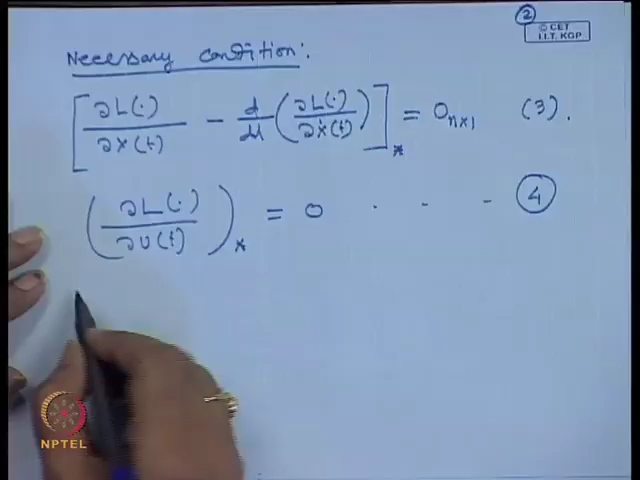 ②
© CET
I.I.T. KGP
Necessary condition:
[∂L(·)/∂X(t) − d/dt (∂L(·)/∂Ẋ(t))]* = 0n×1 (3).
(∂L(·)/∂U(t))* = 0 . - - ④
NPTEL